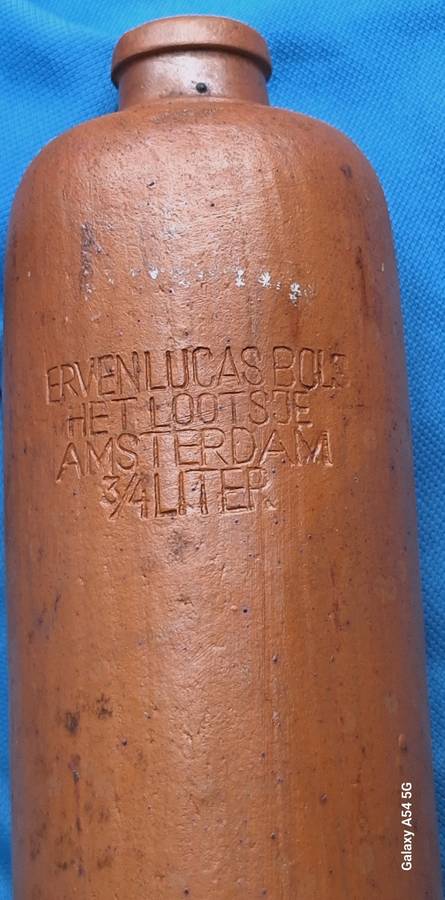 ERVEN LUCAS BOLS
HET LOOTSJE
AMSTERDAM
3/4 LITER
Galaxy A54 5G